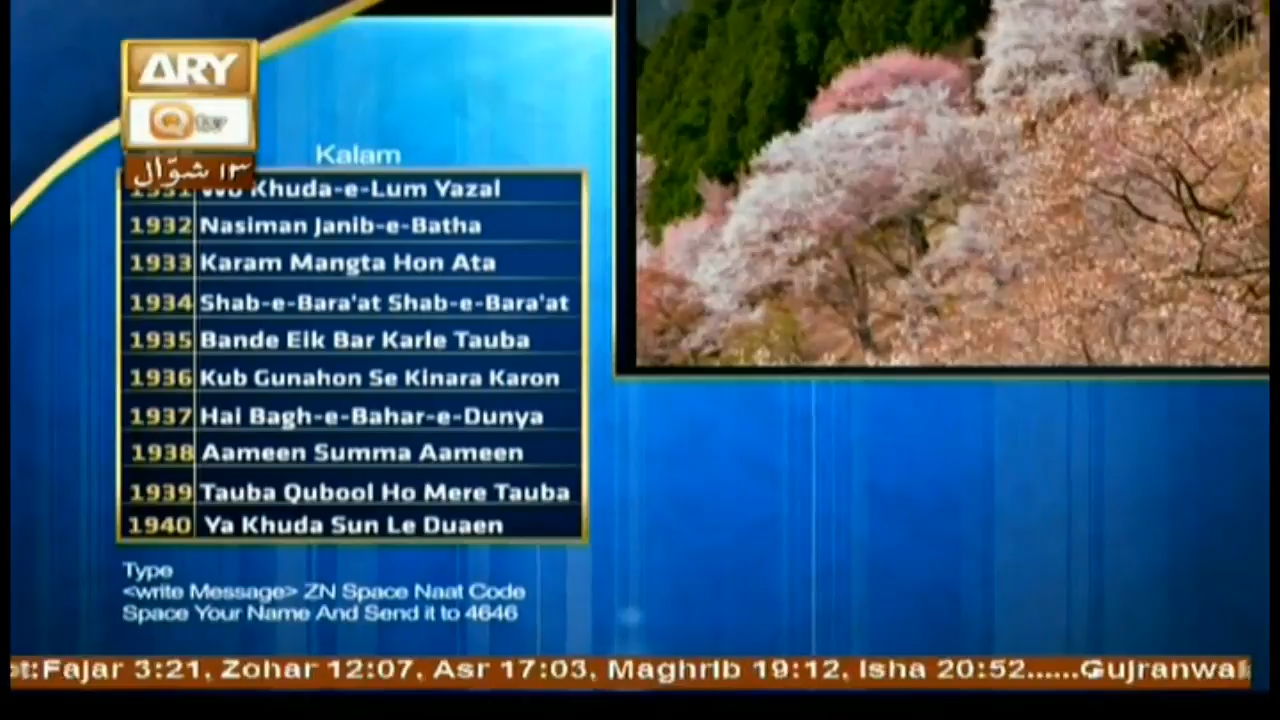 ARY
Q tv
۱۳ شوّال
Kalam
1931 Wo Khuda-e-Lum Yazal
1932 Nasiman Janib-e-Batha
1933 Karam Mangta Hon Ata
1934 Shab-e-Bara'at Shab-e-Bara'at
1935 Bande Eik Bar Karle Tauba
1936 Kub Gunahon Se Kinara Karon
1937 Hai Bagh-e-Bahar-e-Dunya
1938 Aameen Summa Aameen
1939 Tauba Qubool Ho Mere Tauba
1940 Ya Khuda Sun Le Duaen
Type
<write Message> ZN Space Naat Code
Space Your Name And Send it to 4646
:Fajar 3:21, Zohar 12:07, Asr 17:03, Maghrib 19:12, Isha 20:52......Gujranwal